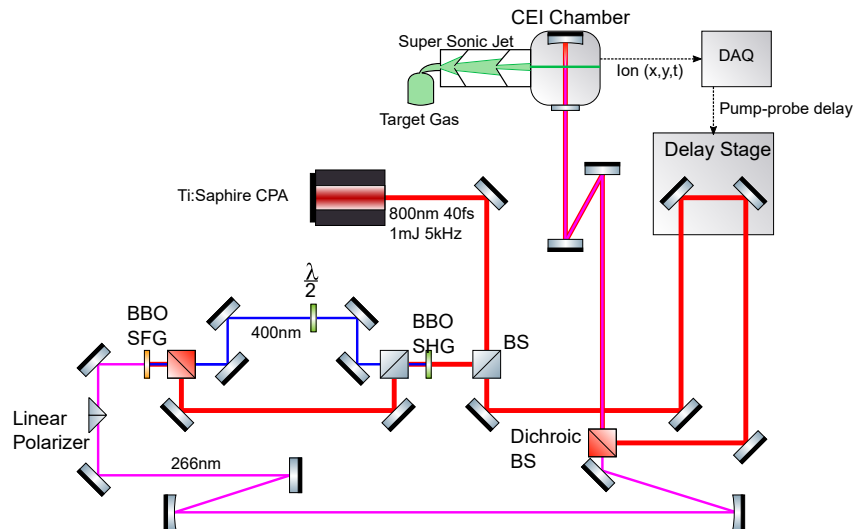 CEI Chamber
Super Sonic Jet
DAQ
Ion (x,y,t)
Target Gas
Pump-probe delay
Delay Stage
Ti:Saphire CPA
800nm 40fs
1mJ 5kHz
λ
2
BBO
SFG
400nm
BBO
SHG
BS
Linear
Polarizer
Dichroic
BS
266nm